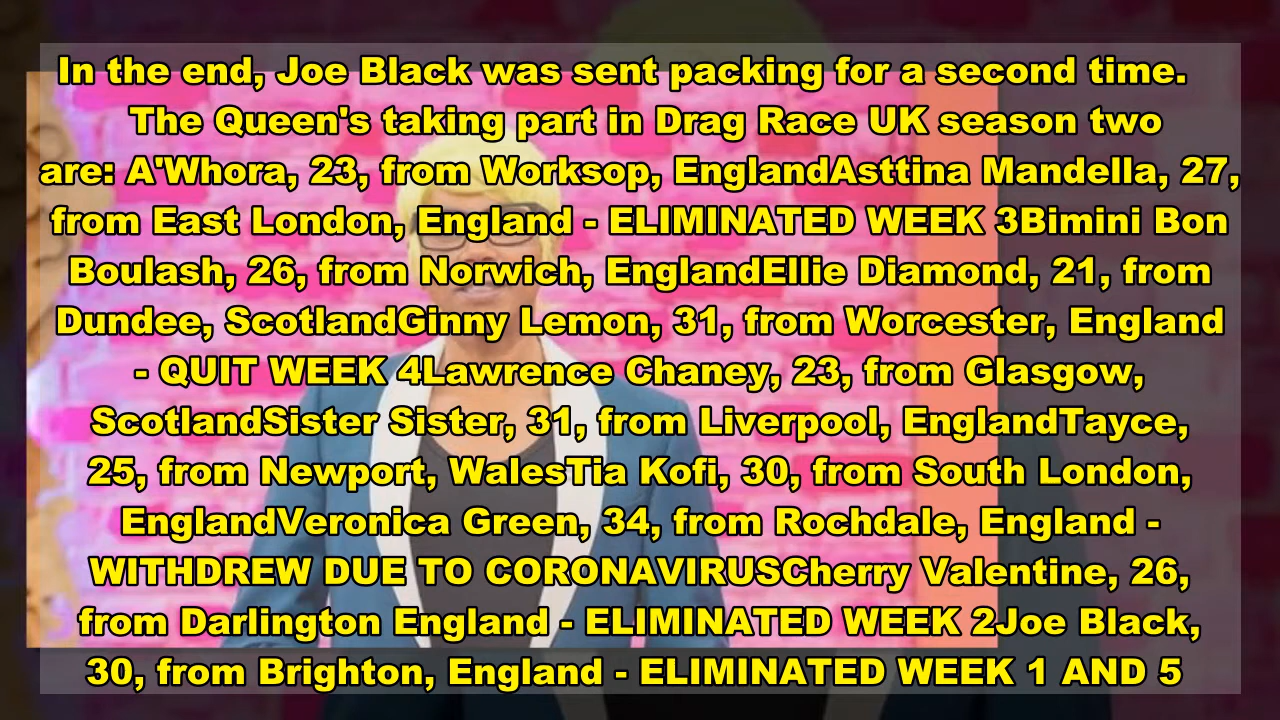 In the end, Joe Black was sent packing for a second time.
The Queen's taking part in Drag Race UK season two
are: A'Whora, 23, from Worksop, EnglandAsttina Mandella, 27,
from East London, England - ELIMINATED WEEK 3Bimini Bon
Boulash, 26, from Norwich, EnglandEllie Diamond, 21, from
Dundee, ScotlandGinny Lemon, 31, from Worcester, England
- QUIT WEEK 4Lawrence Chaney, 23, from Glasgow,
ScotlandSister Sister, 31, from Liverpool, EnglandTayce,
25, from Newport, WalesTia Kofi, 30, from South London,
EnglandVeronica Green, 34, from Rochdale, England -
WITHDREW DUE TO CORONAVIRUSCherry Valentine, 26,
from Darlington England - ELIMINATED WEEK 2Joe Black,
30, from Brighton, England - ELIMINATED WEEK 1 AND 5